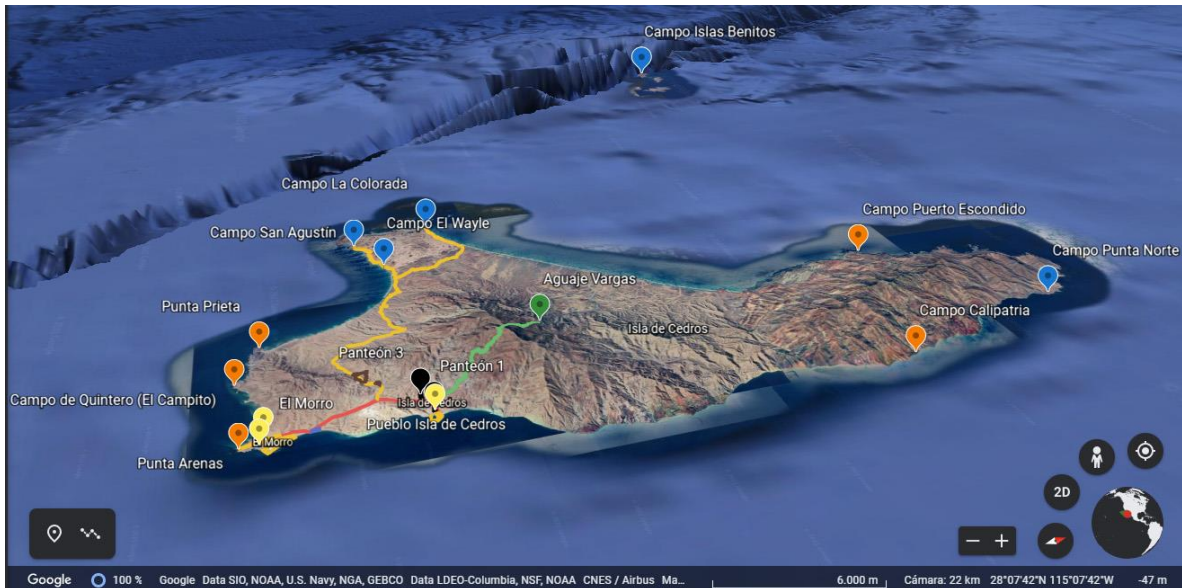 Campo Islas Benitos
Campo La Colorada
Campo El Wayle
Campo San Agustín
Campo Puerto Escondido
Campo Punta Norte
Aguaje Vargas
Punta Prieta
Campo Calipatria
Isla de Cedros
Panteón 3
Panteón 1
Campo de Quintero (El Campito)
El Morro
Isla de Cedros
Pueblo Isla de Cedros
El Morro
Punta Arenas
2D
Google 100 % Google Data SIO, NOAA, U.S. Navy, NGA, GEBCO Data LDEO-Columbia, NSF, NOAA CNES / Airbus Ma... 6.000 m Cámara: 22 km 28°07'42"N 115°07'42"W -47 m